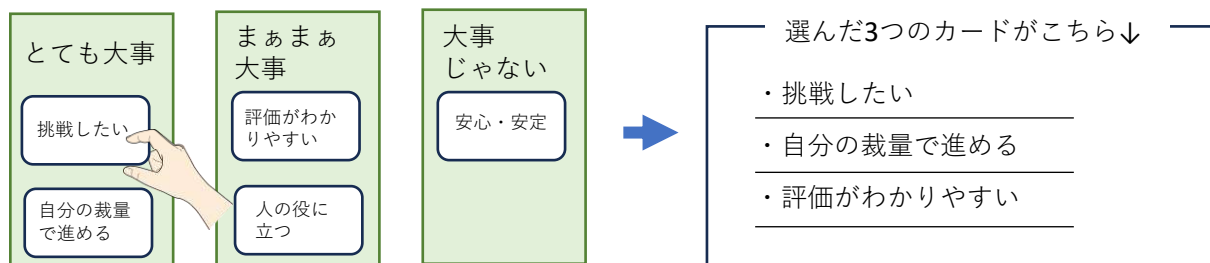 とても大事
挑戦したい
自分の裁量
で進める
まぁまぁ
大事
評価がわか
りやすい
人の役に
立つ
大事
じゃない
安心・安定
選んだ3つのカードがこちら↓
・挑戦したい
・自分の裁量で進める
・評価がわかりやすい